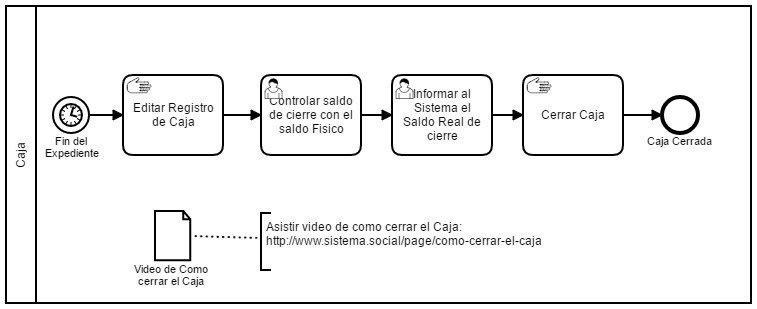 Caja
Fin del
Expediente
Editar Registro
de Caja
Controlar saldo
de cierre con el
saldo Fisico
Informar al
Sistema el
Saldo Real de
cierre
Cerrar Caja
Caja Cerrada
Video de Como
cerrar el Caja
Asistir video de como cerrar el Caja:
http://www.sistema.social/page/como-cerrar-el-caja